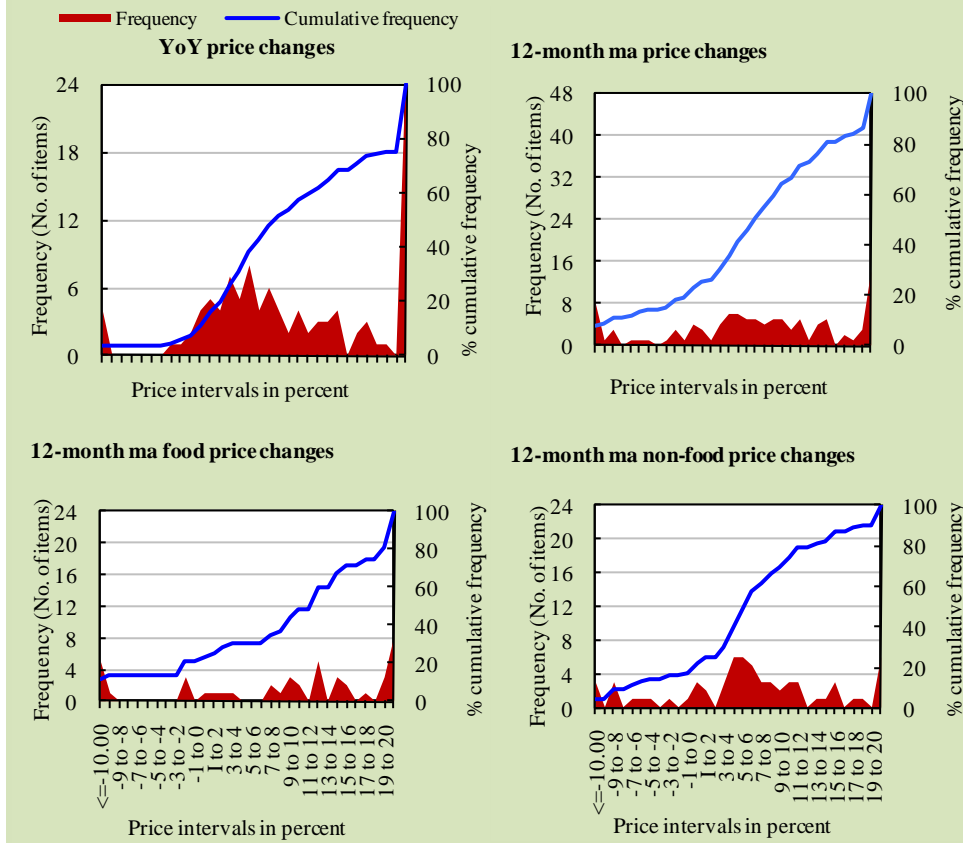 Frequency Cumulative frequency
YoY price changes
24
18
12
6
0
Frequency (No. of items)
100
80
60
40
20
0
% cumulative frequency
Price intervals in percent
12-month ma price changes
48
40
32
24
16
8
0
Frequency (No. of items)
100
80
60
40
20
0
% cumulative frequency
Price intervals in percent
12-month ma food price changes
24
20
16
12
8
4
0
Frequency (No. of items)
100
80
60
40
20
0
% cumulative frequency
<=-10.00
-9 to -8
-7 to -6
-5 to -4
-3 to -2
-1 to 0
1 to 2
3 to 4
5 to 6
7 to 8
9 to 10
11 to 12
13 to 14
15 to 16
17 to 18
19 to 20
Price intervals in percent
12-month ma non-food price changes
24
20
16
12
8
4
0
Frequency (No. of items)
100
80
60
40
20
0
% cumulative frequency
<=-10.00
-9 to -8
-7 to -6
-5 to -4
-3 to -2
-1 to 0
1 to 2
3 to 4
5 to 6
7 to 8
9 to 10
11 to 12
13 to 14
15 to 16
17 to 18
19 to 20
Price intervals in percent